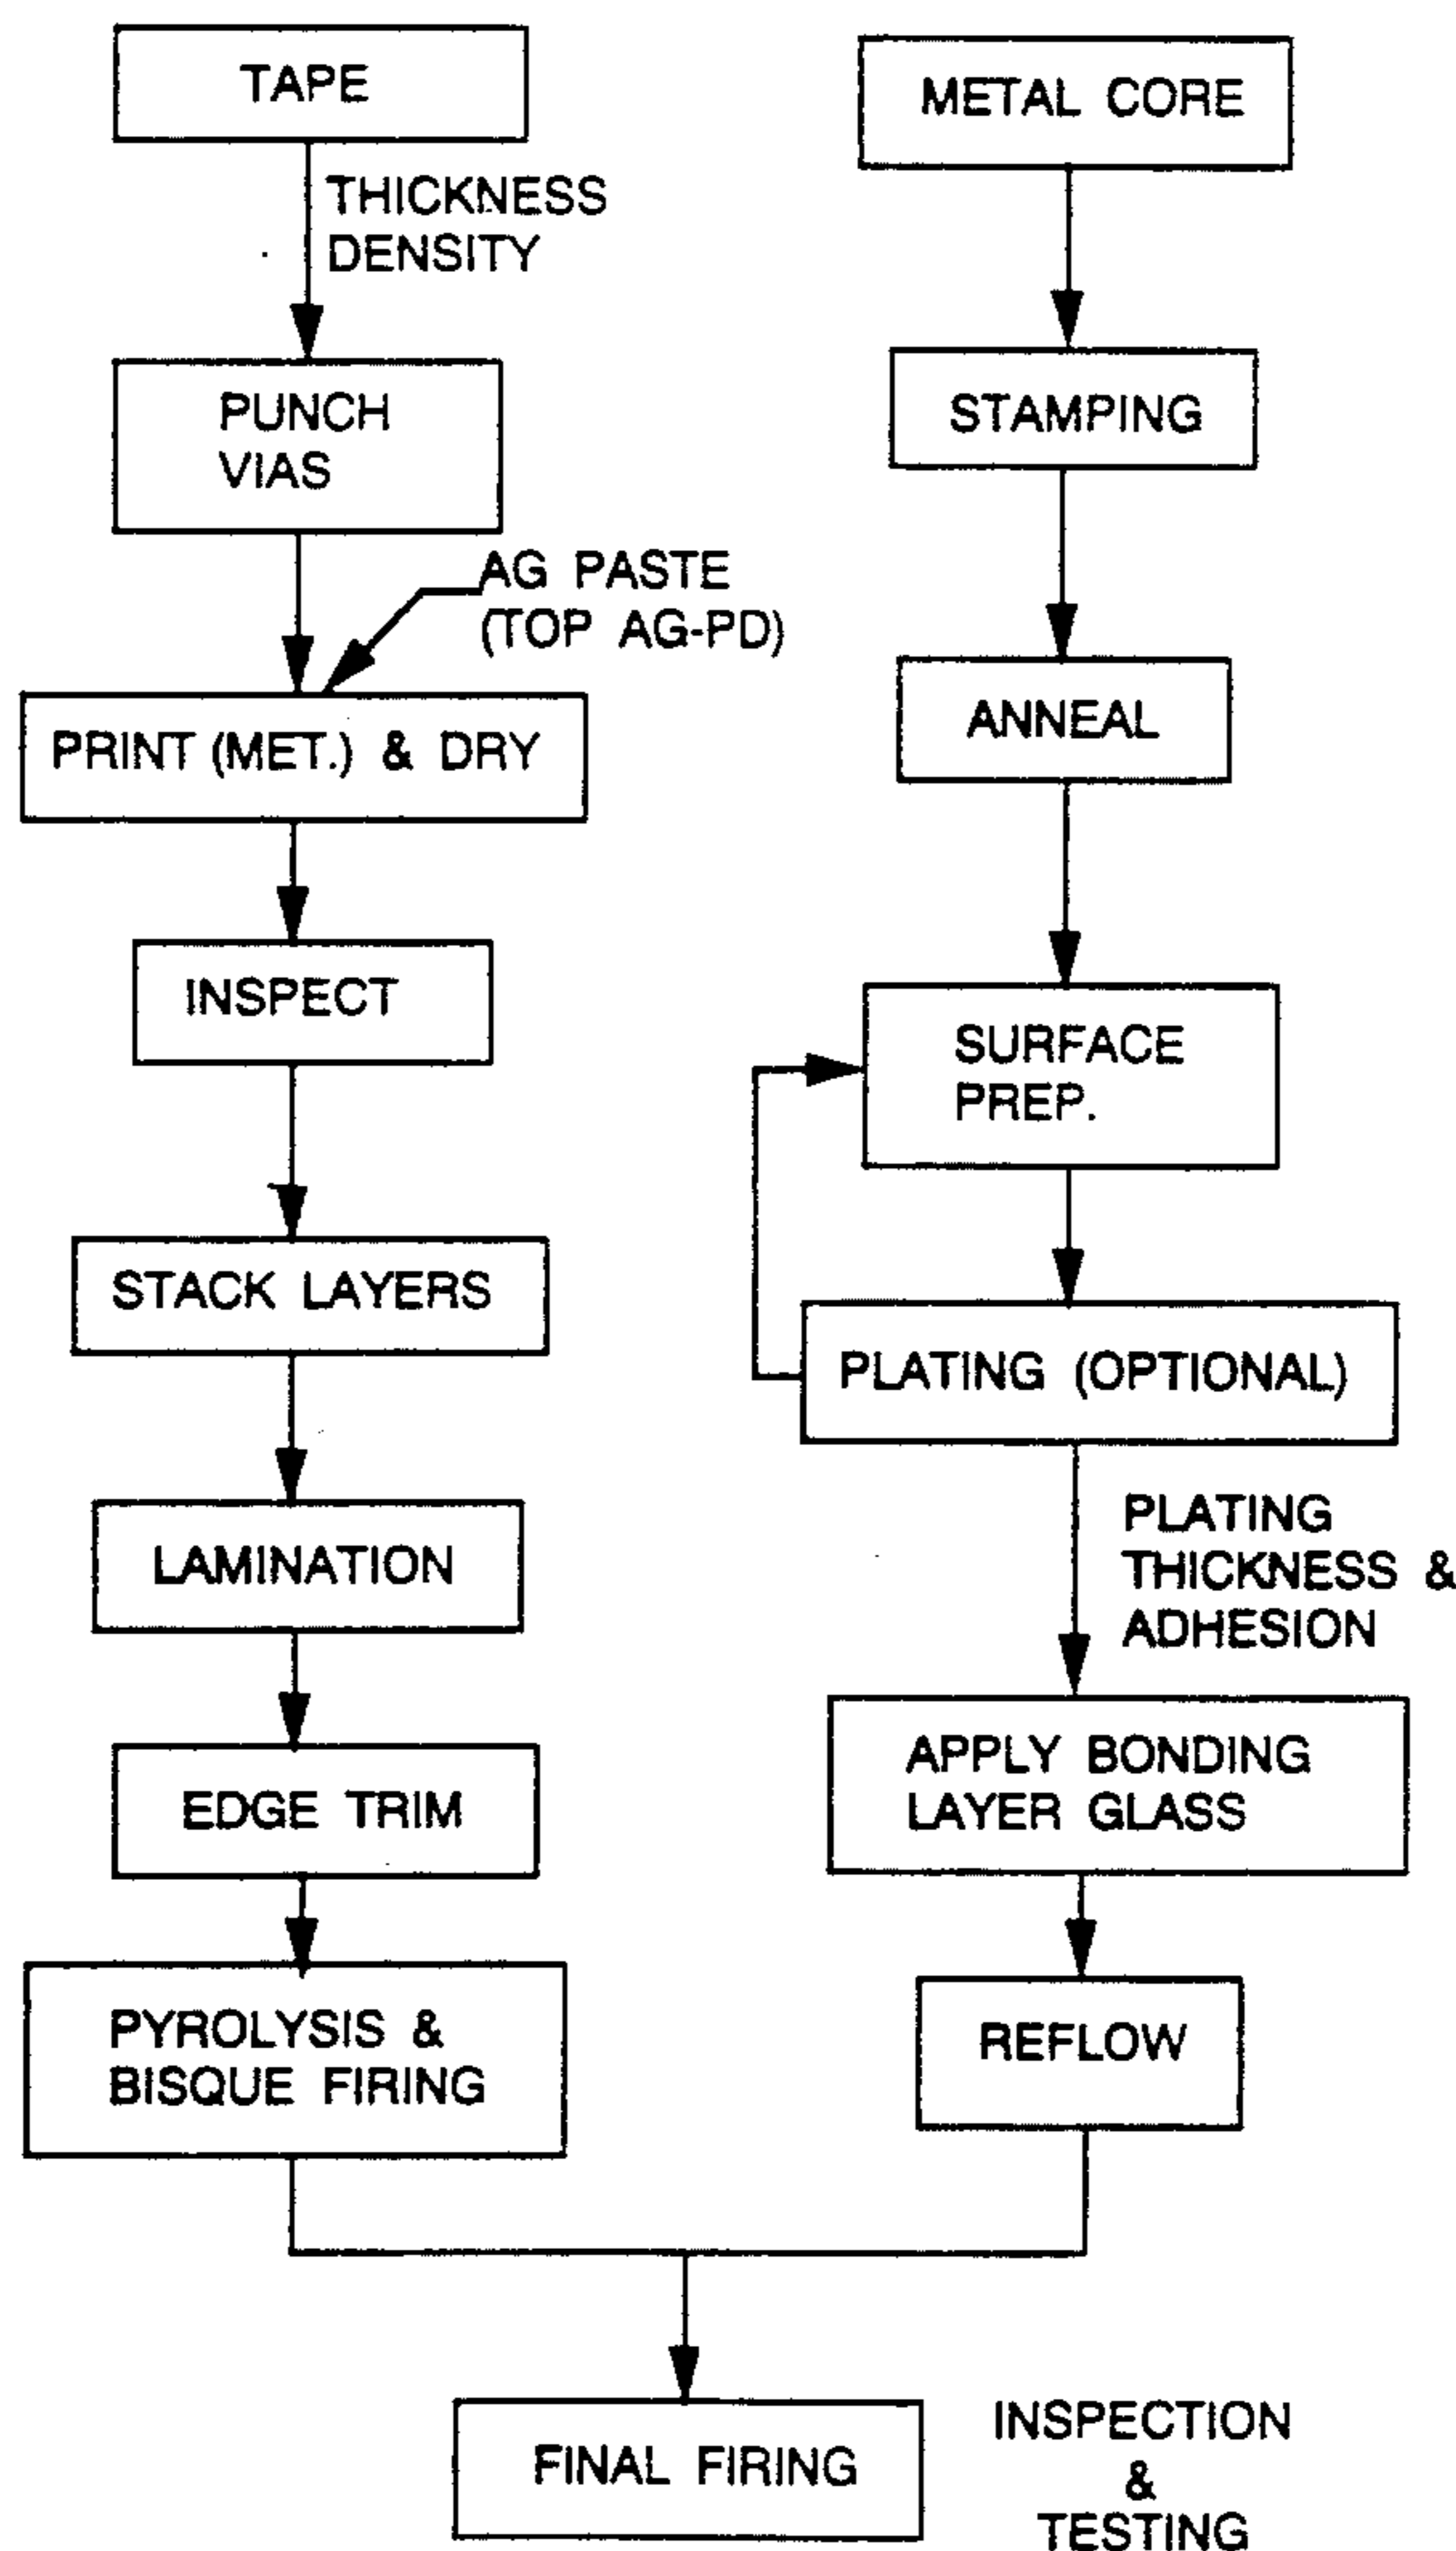 TAPE
THICKNESS
DENSITY
PUNCH
VIAS
AG PASTE
(TOP AG-PD)
PRINT (MET.) & DRY
INSPECT
STACK LAYERS
LAMINATION
EDGE TRIM
PYROLYSIS &
BISQUE FIRING
METAL CORE
STAMPING
ANNEAL
SURFACE
PREP.
PLATING (OPTIONAL)
PLATING
THICKNESS &
ADHESION
APPLY BONDING
LAYER GLASS
REFLOW
FINAL FIRING
INSPECTION
&
TESTING